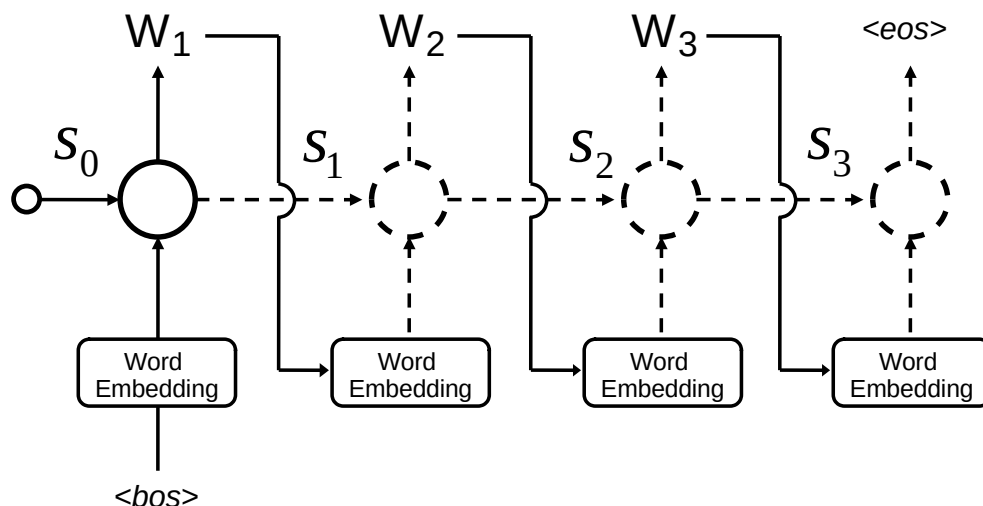 W1
W2
W3
<eos>
s0
s1
s2
s3
Word
Embedding
Word
Embedding
Word
Embedding
Word
Embedding
<bos>